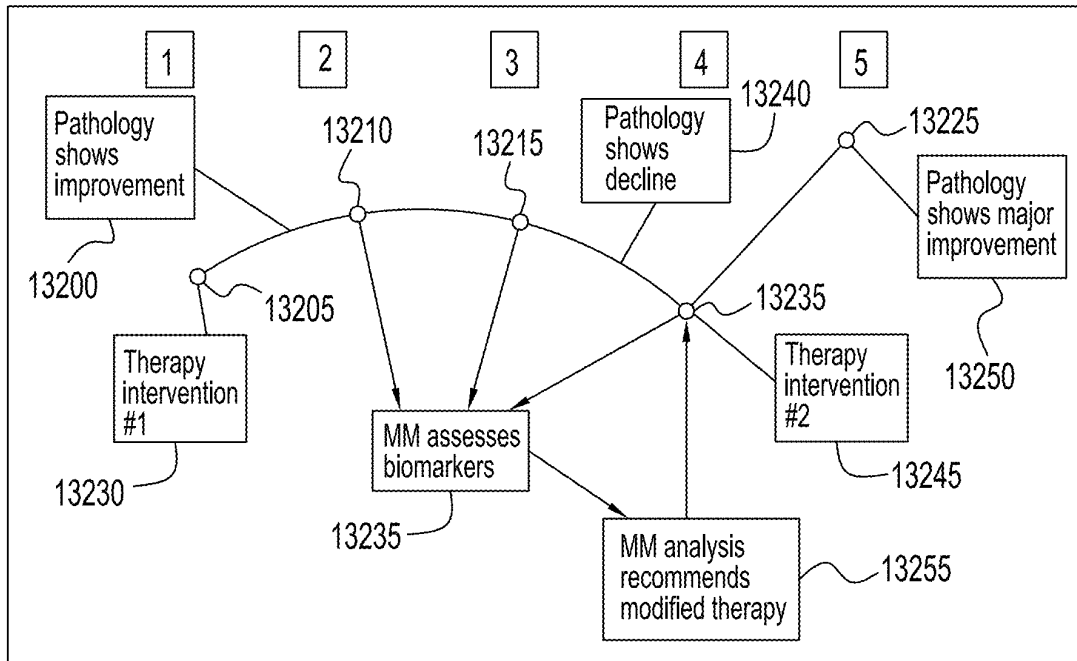 1
2
3
4
5
Pathology
shows
improvement
13200
13210
13215
Pathology
shows
decline
13240
13225
Pathology
shows major
improvement
13250
13205
13235
Therapy
intervention
#1
13230
MM assesses
biomarkers
13235
Therapy
intervention
#2
13245
MM analysis
recommends
modified therapy
13255